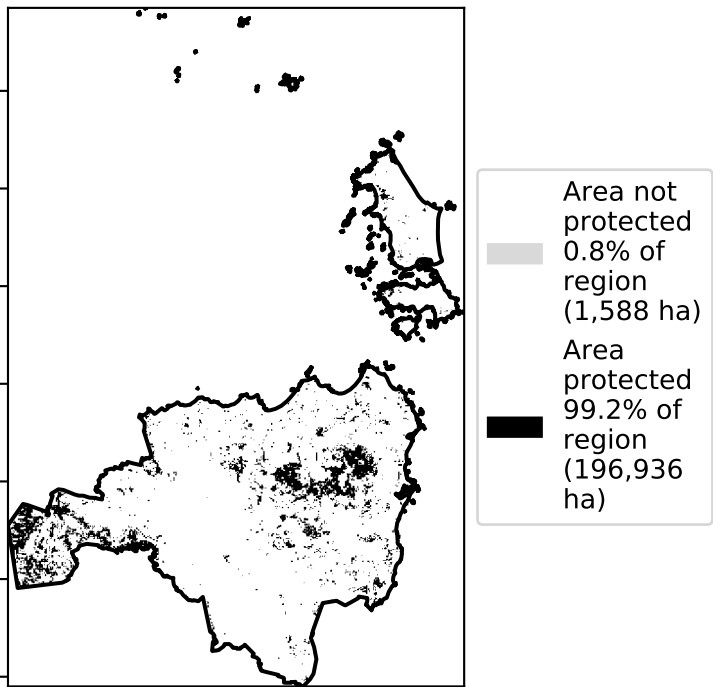 Area not
protected
0.8% of
region
(1,588 ha)
Area
protected
99.2% of
region
(196,936
ha)